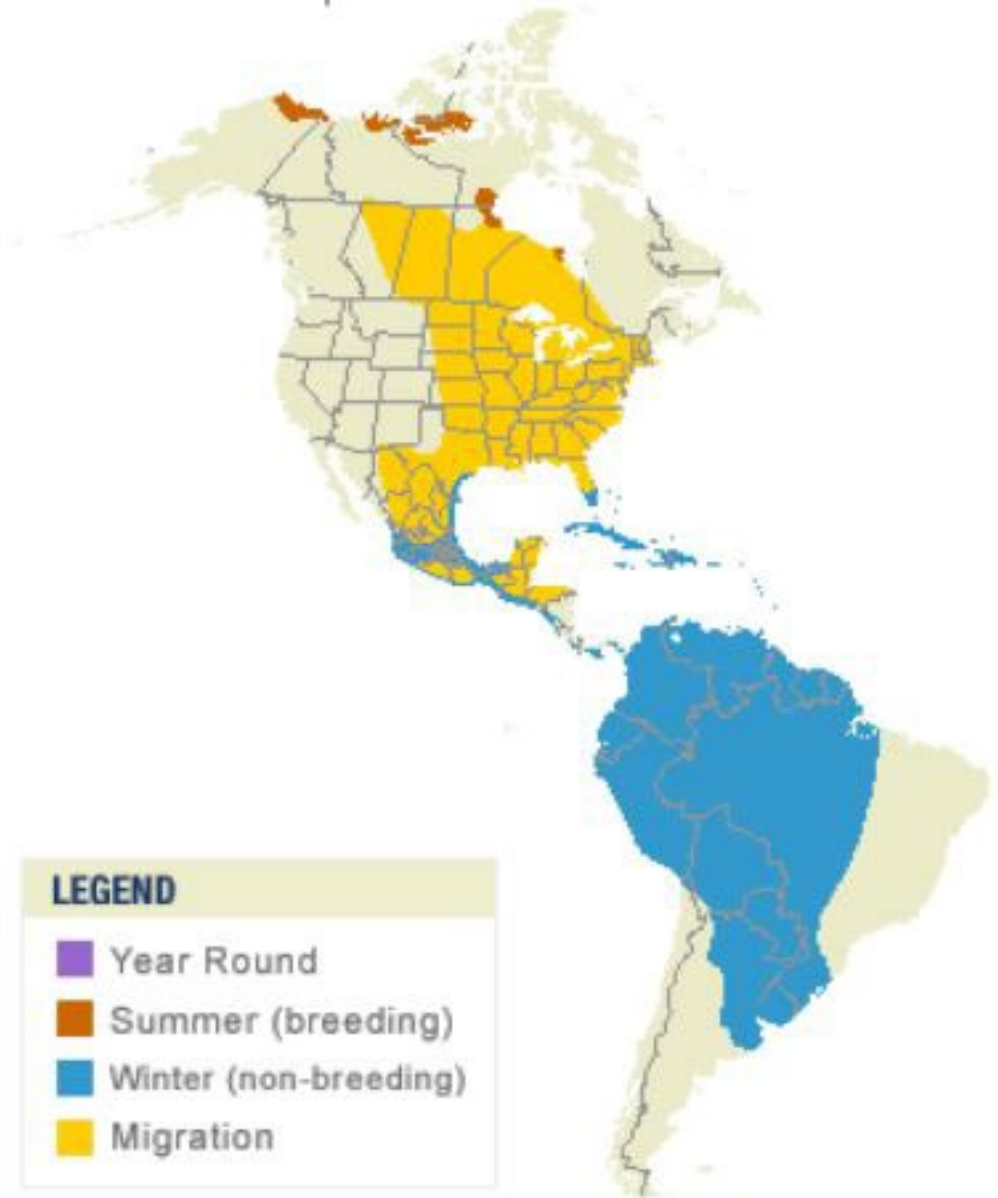 LEGEND
Year Round
Summer (breeding)
Winter (non-breeding)
Migration